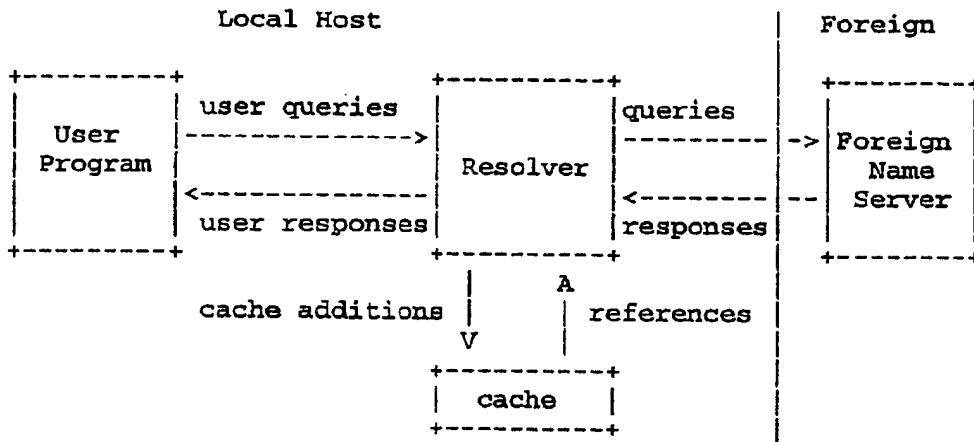 Local Host
Foreign
User
Program
user queries
user responses
Resolver
queries
responses
Foreign
Name
Server
cache additions
A
references
V
cache